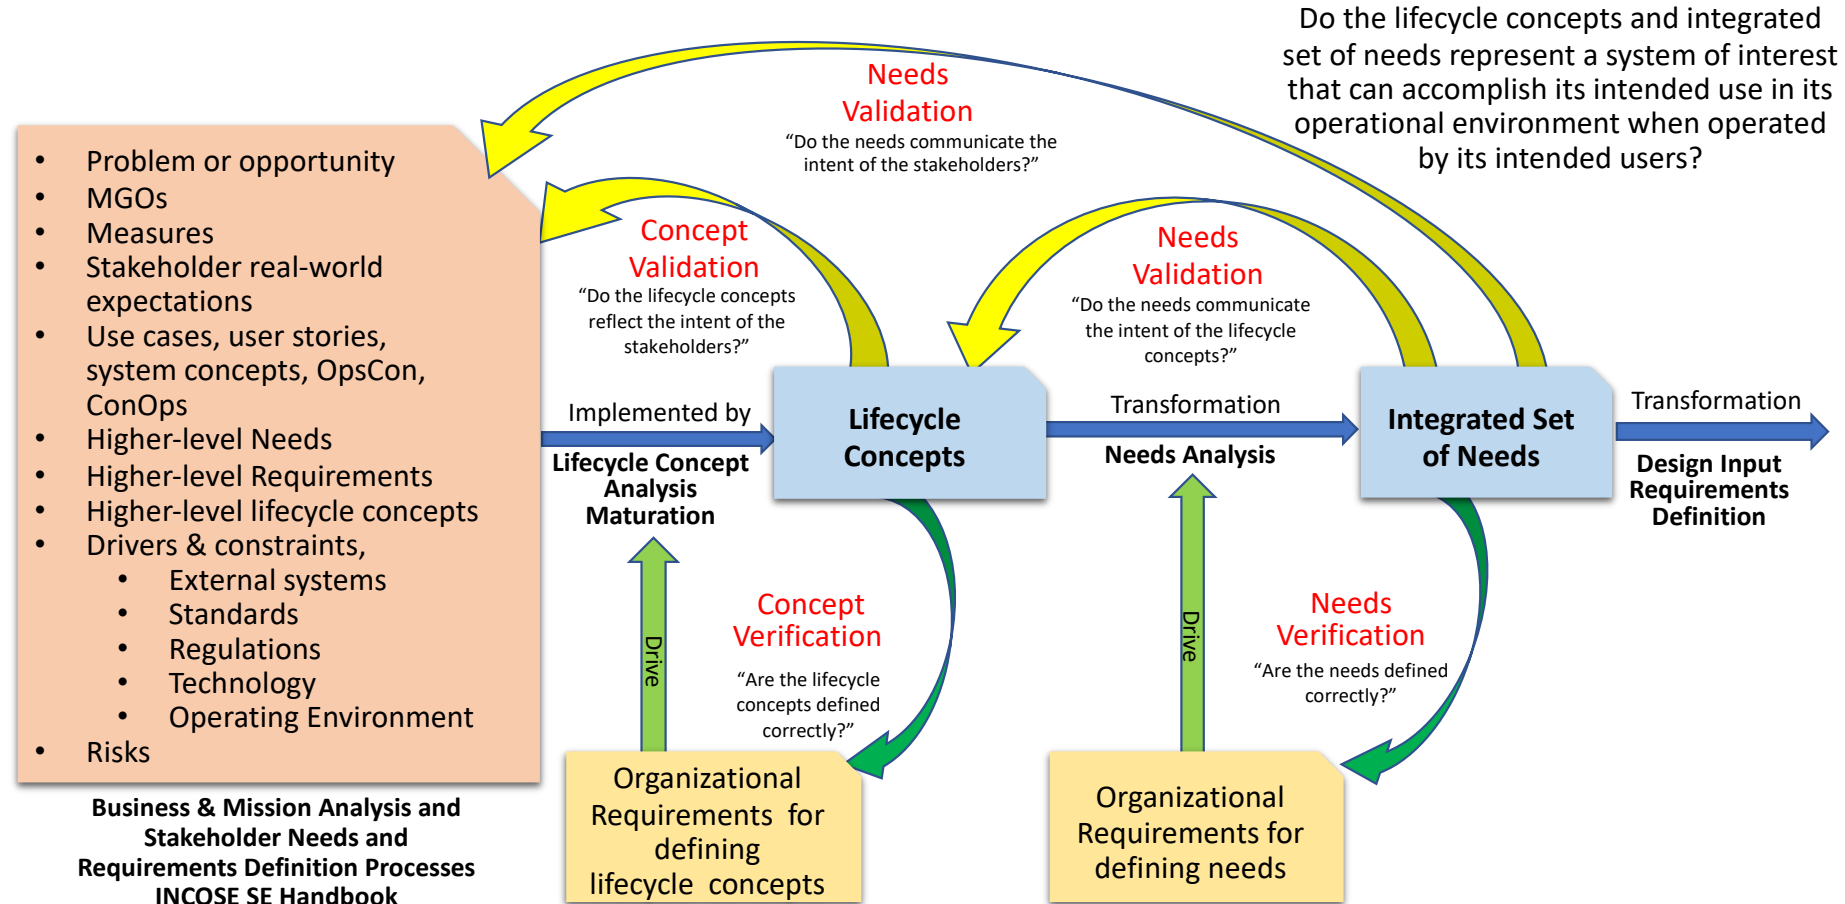 Do the lifecycle concepts and integrated
set of needs represent a system of interest
that can accomplish its intended use in its
operational environment when operated
by its intended users?
Needs
Validation
“Do the needs communicate the
intent of the stakeholders?”
• Problem or opportunity
• MGOs
• Measures
• Stakeholder real-world
expectations
• Use cases, user stories,
system concepts, OpsCon,
ConOps
• Higher-level Needs
• Higher-level Requirements
• Higher-level lifecycle concepts
• Drivers & constraints,
• External systems
• Standards
• Regulations
• Technology
• Operating Environment
• Risks
Business & Mission Analysis and
Stakeholder Needs and
Requirements Definition Processes
INCOSE SE Handbook
Concept
Validation
“Do the lifecycle concepts
reflect the intent of the
stakeholders?”
Needs
Validation
“Do the needs communicate
the intent of the lifecycle
concepts?”
Implemented by
Lifecycle Concept
Analysis
Maturation
Lifecycle
Concepts
Transformation
Needs Analysis
Integrated Set
of Needs
Transformation
Design Input
Requirements
Definition
Drive
Concept
Verification
“Are the lifecycle
concepts defined
correctly?”
Drive
Needs
Verification
“Are the needs defined
correctly?”
Organizational
Requirements for
defining
lifecycle concepts
Organizational
Requirements for
defining needs